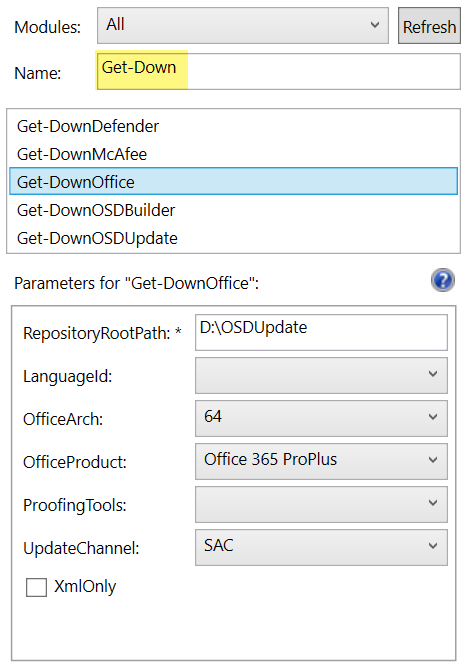 Modules: All Refresh
Name: Get-Down
Get-DownDefender
Get-DownMcAfee
Get-DownOffice
Get-DownOSDBuilder
Get-DownOSDUpdate
Parameters for "Get-DownOffice": ?
RepositoryRootPath: * D:\OSDUpdate
LanguageId:
OfficeArch: 64
OfficeProduct: Office 365 ProPlus
ProofingTools:
UpdateChannel: SAC
XmlOnly